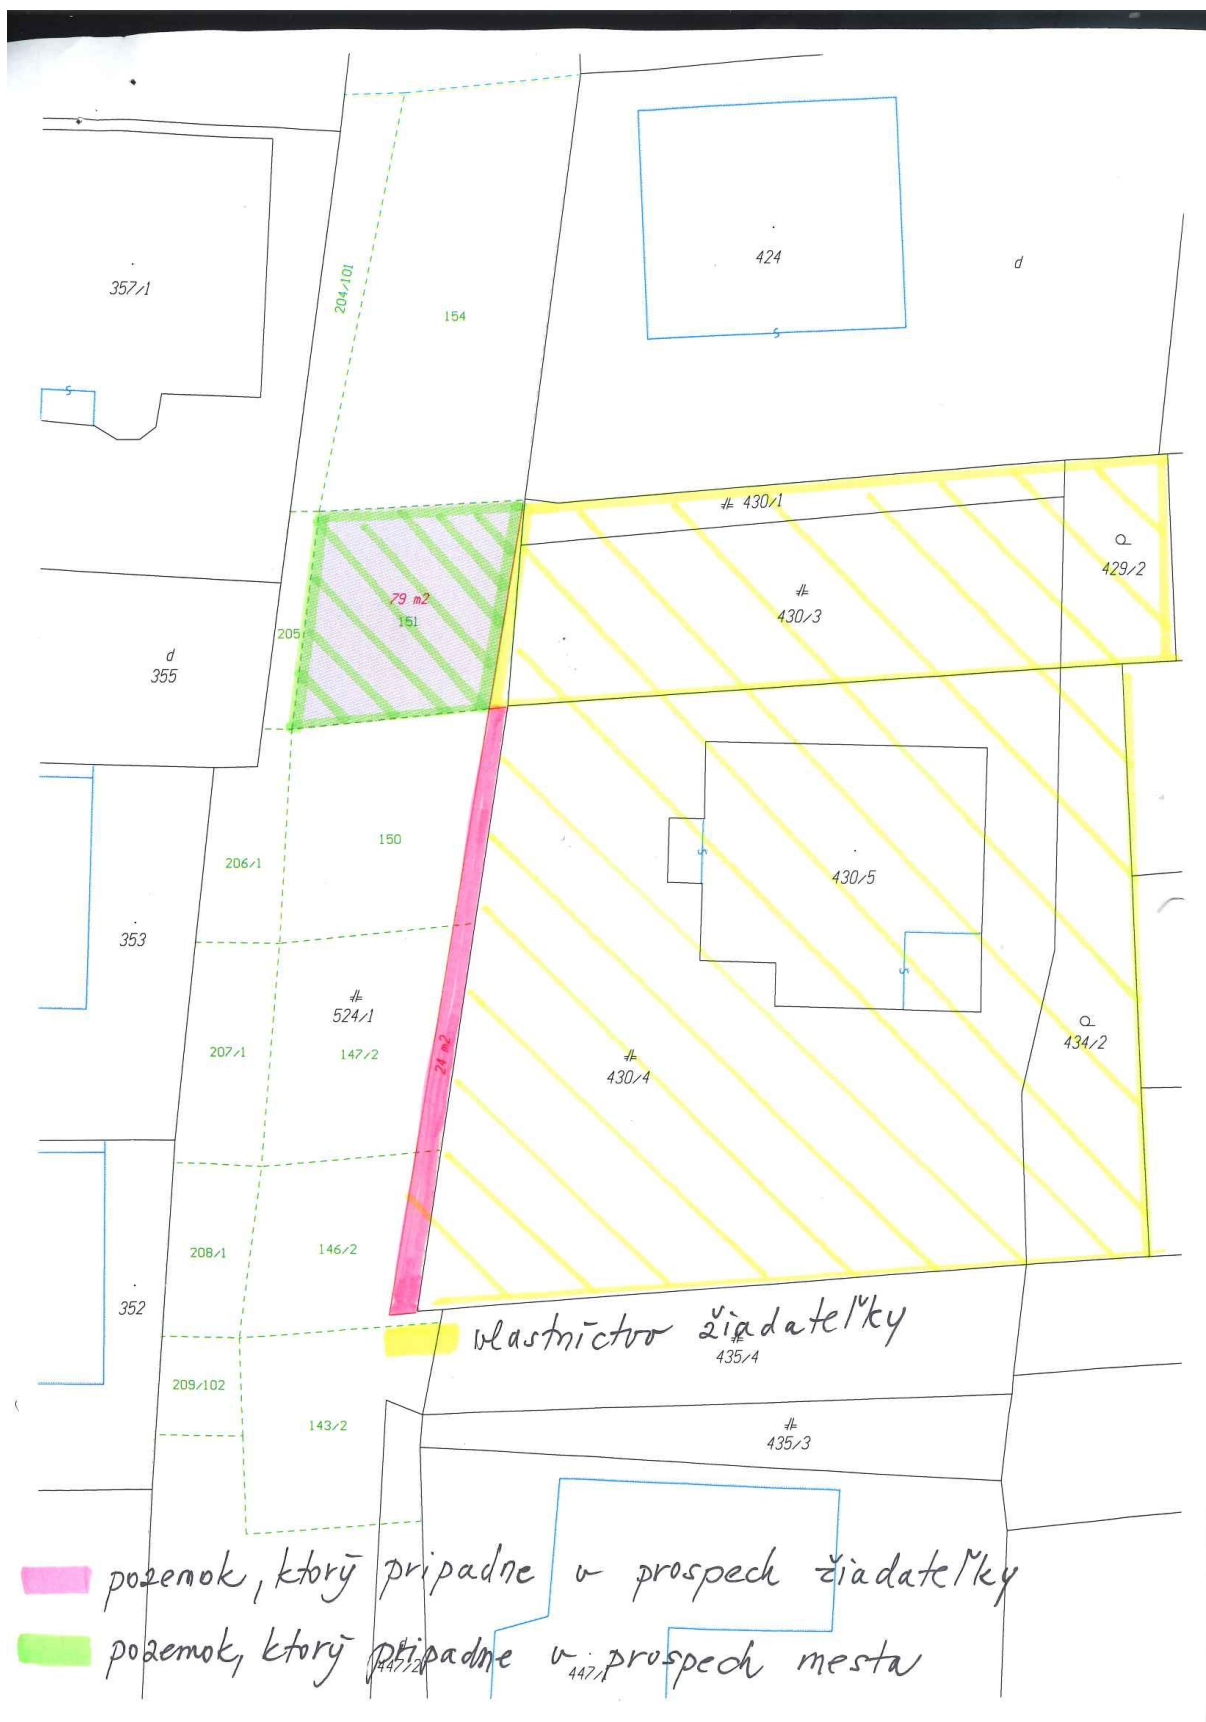 357/1
204/101
154
424
d
S
S
430/1
429/2
430/3
79 m2
151
205
d
355
150
206/1
S
430/5
353
524/1
S
207/1
147/2
24 m2
430/4
434/2
208/1
146/2
352
vlastníctvo žiadateľky
435/4
209/102
143/2
435/3
pozemok, ktorý pripadne v prospech žiadateľky
pozemok, ktorý pripadne v prospech mesta
447/2